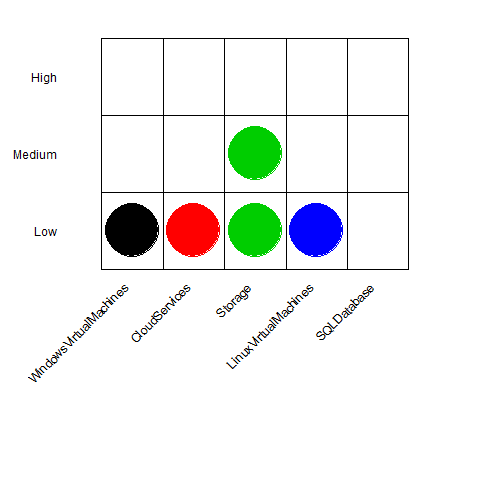 High
Medium
Low
WindowsVirtualMachines
CloudServices
Storage
LinuxVirtualMachines
SQLDatabase